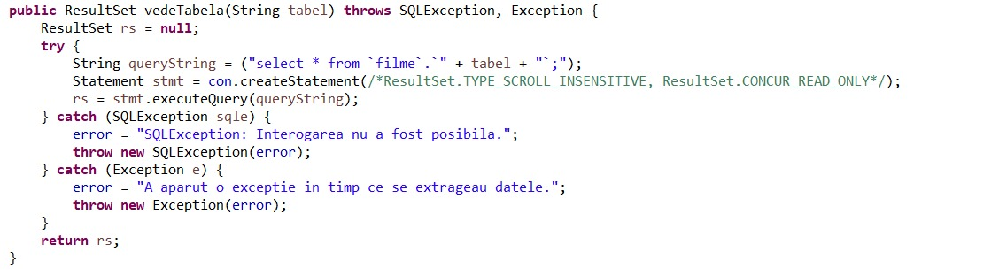 public ResultSet vedeTabela(String tabel) throws SQLException, Exception {
    ResultSet rs = null;
    try {
        String queryString = ("select * from `filme`.`" + tabel + "`;");
        Statement stmt = con.createStatement(/*ResultSet.TYPE_SCROLL_INSENSITIVE, ResultSet.CONCUR_READ_ONLY*/);
        rs = stmt.executeQuery(queryString);
    } catch (SQLException sqle) {
        error = "SQLException: Interogarea nu a fost posibila.";
        throw new SQLException(error);
    } catch (Exception e) {
        error = "A aparut o exceptie in timp ce se extrageau datele.";
        throw new Exception(error);
    }
    return rs;
}